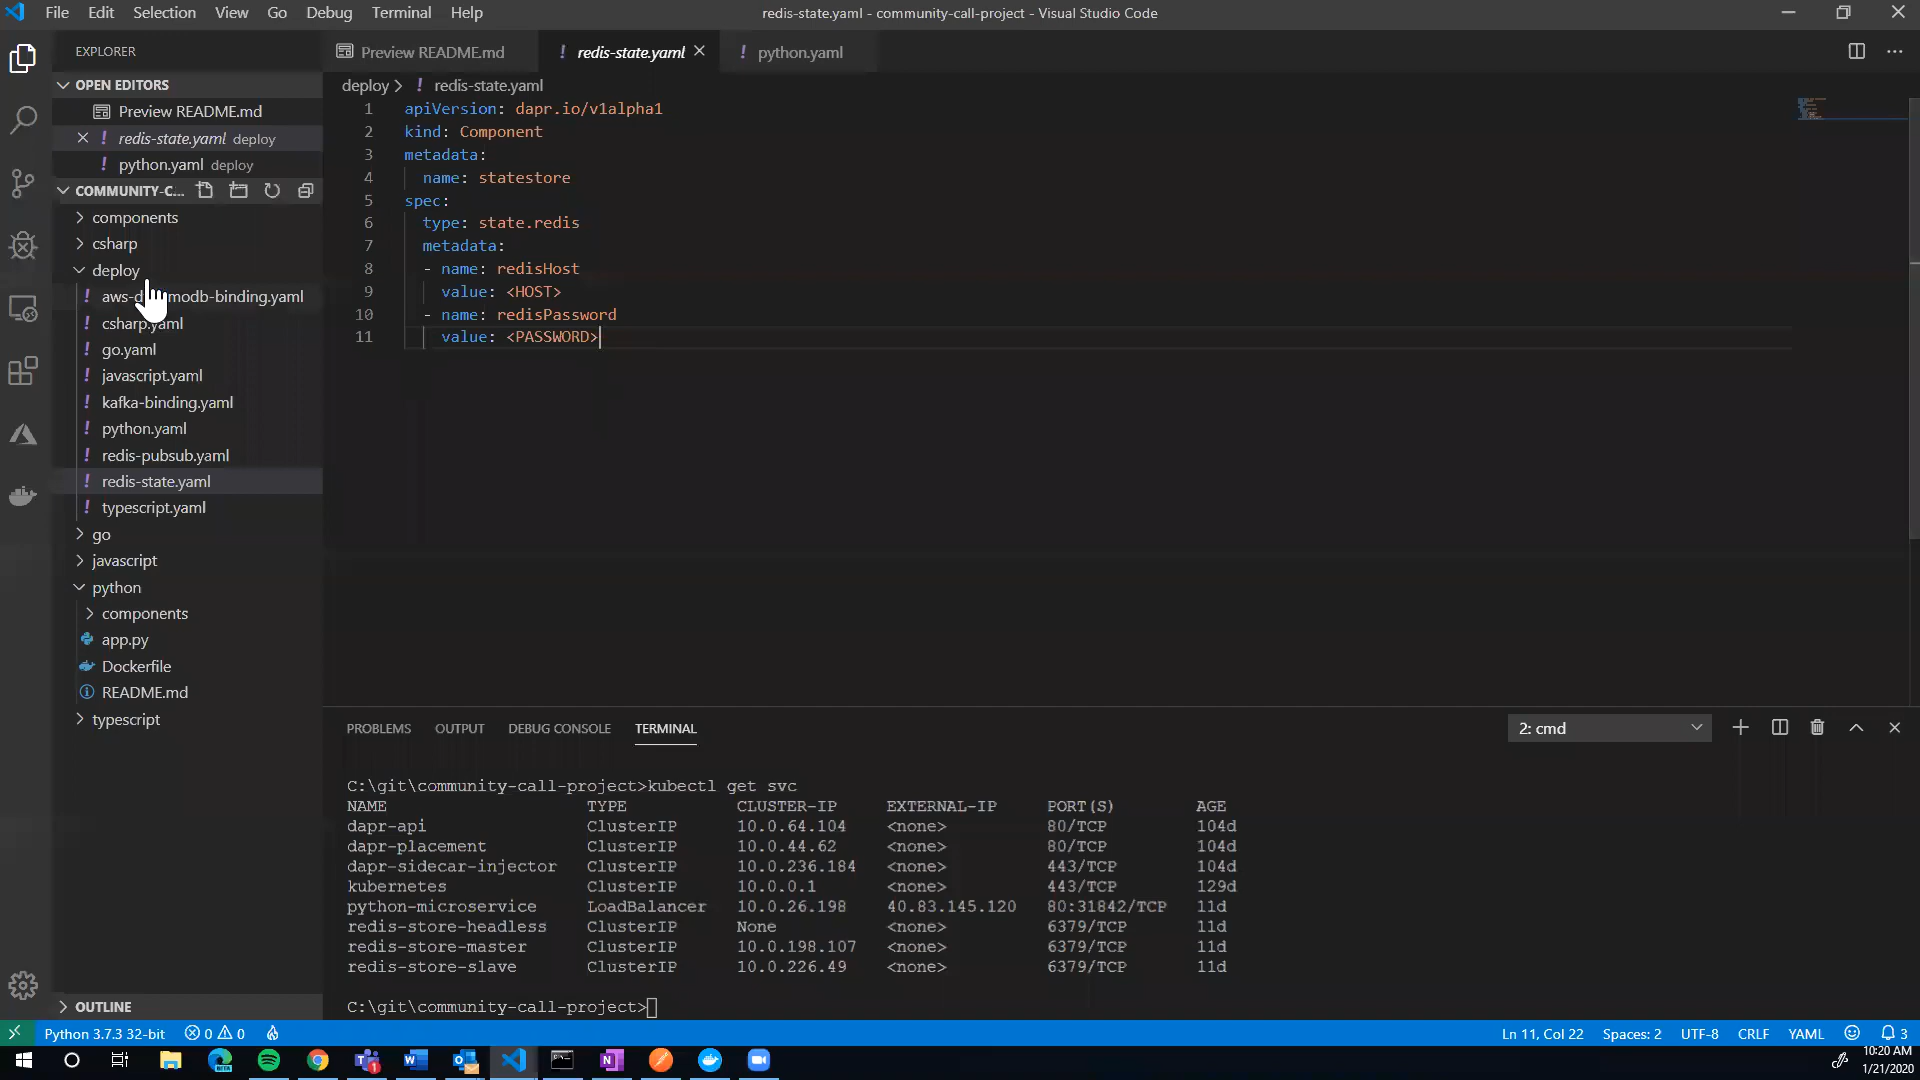 File Edit Selection View Go Debug Terminal Help
redis-state.yaml - community-call-project - Visual Studio Code
EXPLORER
OPEN EDITORS
Preview README.md
redis-state.yaml deploy
python.yaml deploy
COMMUNITY-C...
components
csharp
deploy
csharp.yaml
go.yaml
javascript.yaml
kafka-binding.yaml
python.yaml
redis-pubsub.yaml
redis-state.yaml
typescript.yaml
go
javascript
python
components
app.py
Dockerfile
README.md
typescript
OUTLINE
Preview README.md
redis-state.yaml
python.yaml
deploy > ! redis-state.yaml
1 apiVersion: dapr.io/v1alpha1
2 kind: Component
3 metadata:
4 name: statestore
5 spec:
6 type: state.redis
7 metadata:
8 - name: redisHost
9 value: <HOST>
10 - name: redisPassword
11 value: <PASSWORD>
PROBLEMS OUTPUT DEBUG CONSOLE TERMINAL
2: cmd
C:\git\community-call-project>kubectl get svc
NAME TYPE CLUSTER-IP EXTERNAL-IP PORT(S) AGE
dapr-api ClusterIP 10.0.64.104 <none> 80/TCP 104d
dapr-placement ClusterIP 10.0.44.62 <none> 80/TCP 104d
dapr-sidecar-injector ClusterIP 10.0.236.184 <none> 443/TCP 104d
kubernetes ClusterIP 10.0.0.1 <none> 443/TCP 129d
python-microservice LoadBalancer 10.0.26.198 40.83.145.120 80:31842/TCP 11d
redis-store-headless ClusterIP None <none> 6379/TCP 11d
redis-store-master ClusterIP 10.0.198.107 <none> 6379/TCP 11d
redis-store-slave ClusterIP 10.0.226.49 <none> 6379/TCP 11d
C:\git\community-call-project>
Python 3.7.3 32-bit 0 0
Ln 11, Col 22 Spaces: 2 UTF-8 CRLF YAML 3
10:20 AM
1/21/2020